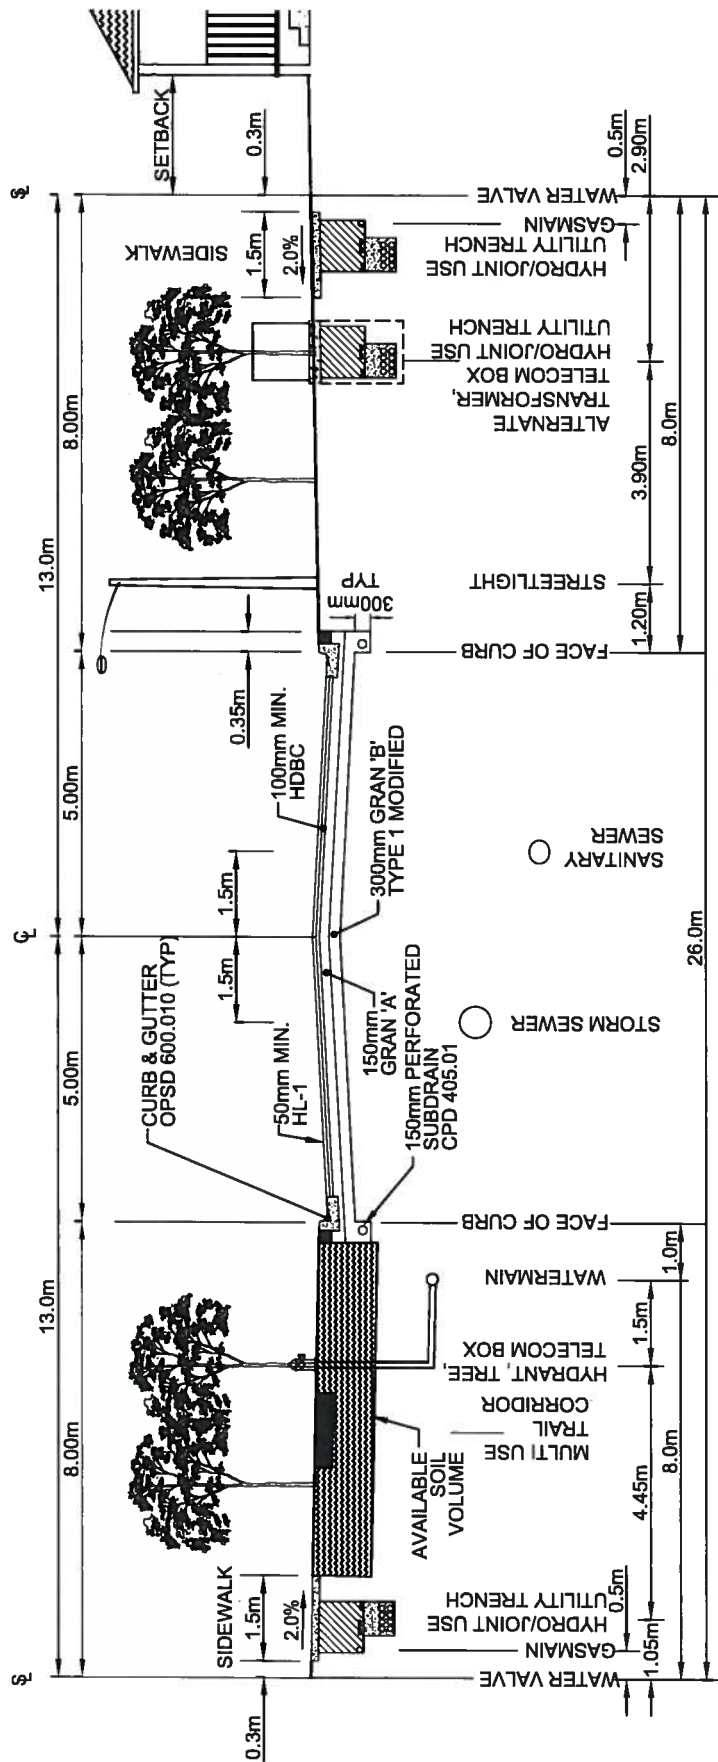 SL
CL
SL
13.0m
13.0m
8.00m
5.00m
5.00m
8.00m
0.3m
SIDEWALK
1.5m
2.0%
CURB & GUTTER
OPSD 600.010 (TYP)
50mm MIN.
HL-1
1.5m
1.5m
100mm MIN.
HDBC
0.35m
SIDEWALK
1.5m
2.0%
SETBACK
0.3m
AVAILABLE
SOIL
VOLUME
150mm PERFORATED
SUBDRAIN
CPD 405.01
150mm
GRAN 'A'
300mm GRAN 'B'
TYPE 1 MODIFIED
300mm
TYP
WATER VALVE
GASMAIN
HYDRO/JOINT USE
UTILITY TRENCH
MULTI USE
TRAIL
CORRIDOR
HYDRANT, TREE,
TELECOM BOX
WATERMAIN
FACE OF CURB
STORM SEWER
SANITARY
SEWER
FACE OF CURB
STREETLIGHT
ALTERNATE
TRANSFORMER,
TELECOM BOX
HYDRO/JOINT USE
UTILITY TRENCH
HYDRO/JOINT USE
UTILITY TRENCH
GASMAIN
WATER VALVE
0.5m
1.05m
4.45m
1.5m
1.0m
8.0m
1.20m
3.90m
2.90m
0.5m
8.0m
26.0m